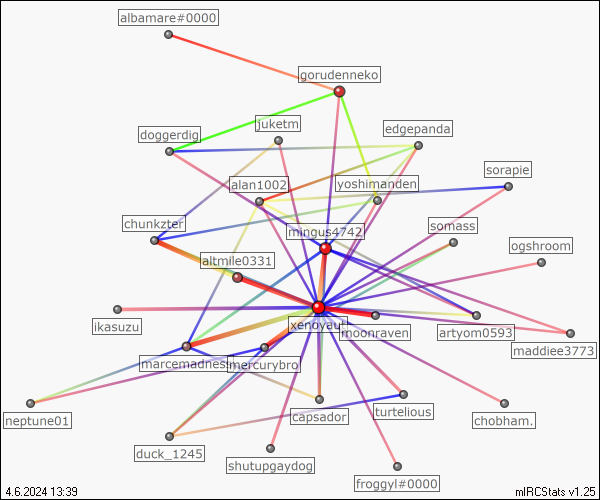 albamare#0000
gorudenneko
juketm
edgepanda
doggerdig
sorapie
alan1002
yoshimanden
chunkzter
mingus4742
somass
ogshroom
altmile0331
xenoyau
moonraven
ikasuzu
artyom0593
maddiee3773
marcemadness
mercurybro
neptune01
capsador
turtelious
chobham.
duck_1245
shutupgaydog
froggyl#0000
4.6.2024 13:39
mIRCStats v1.25